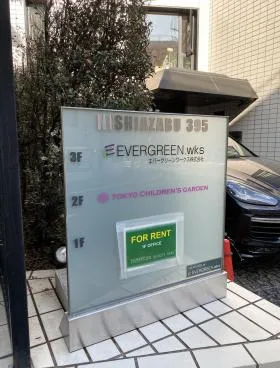 NISHIAZABU 395
3F
EVERGREEN.wks
エバーグリーンワークス株式会社
2F
TOKYO CHILDREN'S GARDEN
1F
FOR RENT
1F OFFICE